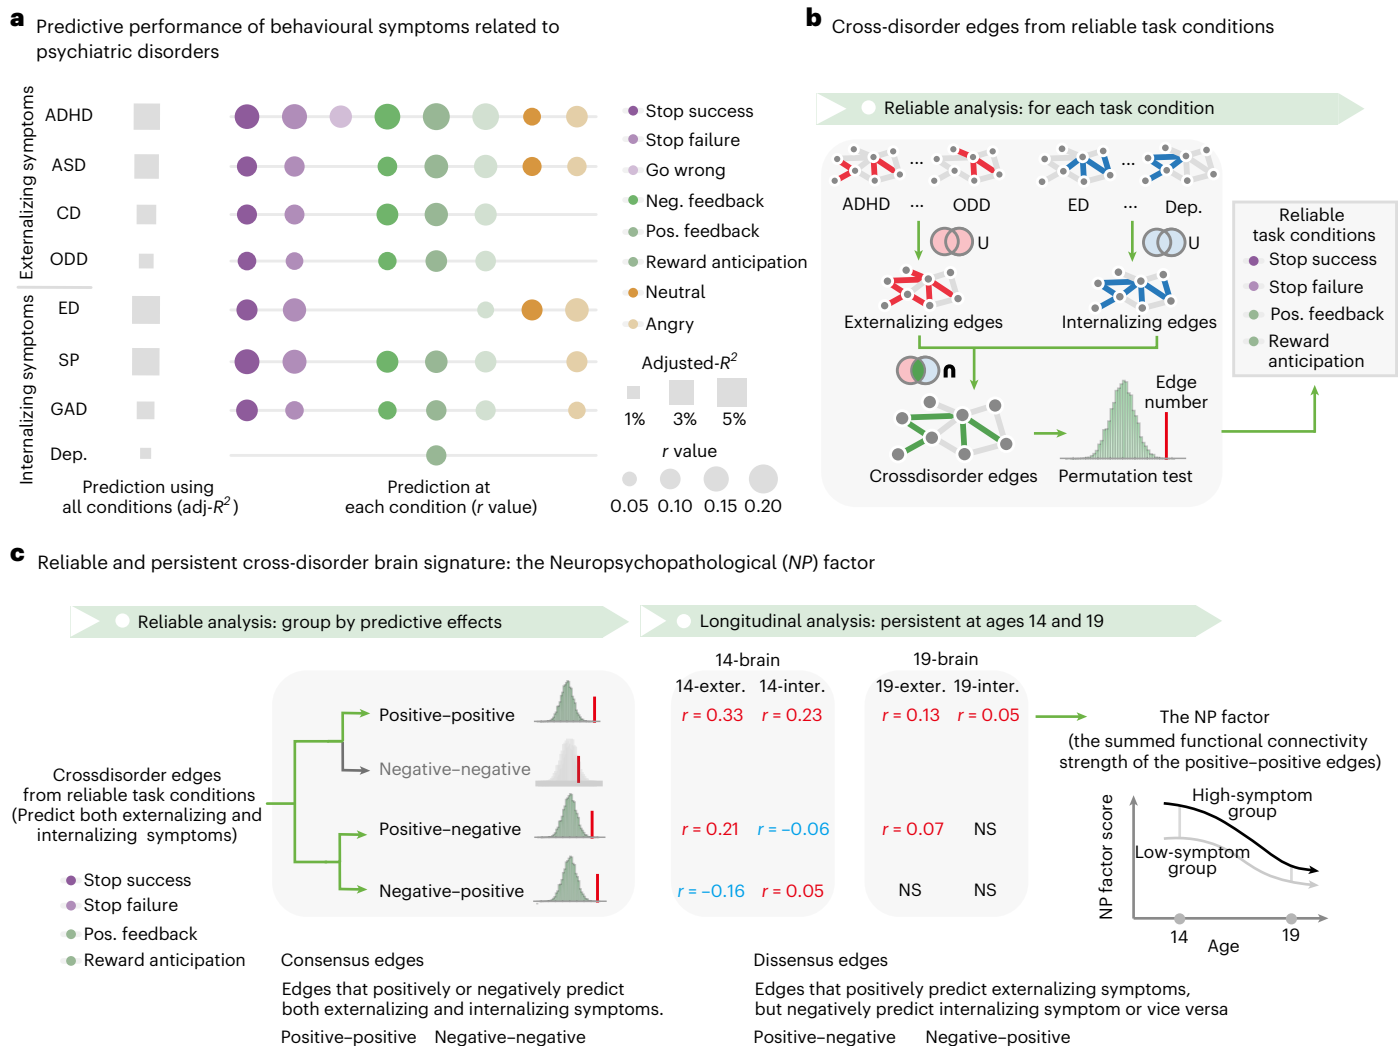 a
Predictive performance of behavioural symptoms related to
psychiatric disorders
Externalizing symptoms
Internalizing symptoms
ADHD
ASD
CD
ODD
ED
SP
GAD
Dep.
Prediction using
all conditions (adj-R²)
Prediction at
each condition (r value)
Stop success
Stop failure
Go wrong
Neg. feedback
Pos. feedback
Reward anticipation
Neutral
Angry
Adjusted-R²
1% 3% 5%
r value
0.05 0.10 0.15 0.20
b
Cross-disorder edges from reliable task conditions
Reliable analysis: for each task condition
... ...
ADHD ... ODD ED ... Dep.
U U
Externalizing edges Internalizing edges
∩
Edge
number
Crossdisorder edges Permutation test
Reliable
task conditions
Stop success
Stop failure
Pos. feedback
Reward
anticipation
c
Reliable and persistent cross-disorder brain signature: the Neuropsychopathological (NP) factor
Reliable analysis: group by predictive effects
Longitudinal analysis: persistent at ages 14 and 19
Crossdisorder edges
from reliable task conditions
(Predict both externalizing and
internalizing symptoms)
Stop success
Stop failure
Pos. feedback
Reward anticipation
Positive–positive
Negative–negative
Positive–negative
Negative–positive
14-brain 19-brain
14-exter. 14-inter. 19-exter. 19-inter.
r = 0.33 r = 0.23 r = 0.13 r = 0.05
r = 0.21 r = –0.06 r = 0.07 NS
r = –0.16 r = 0.05 NS NS
The NP factor
(the summed functional connectivity
strength of the positive–positive edges)
NP factor score
High-symptom
group
Low-symptom
group
14 19
Age
Consensus edges
Edges that positively or negatively predict
both externalizing and internalizing symptoms.
Positive–positive Negative–negative
Dissensus edges
Edges that positively predict externalizing symptoms,
but negatively predict internalizing symptom or vice versa
Positive–negative Negative–positive